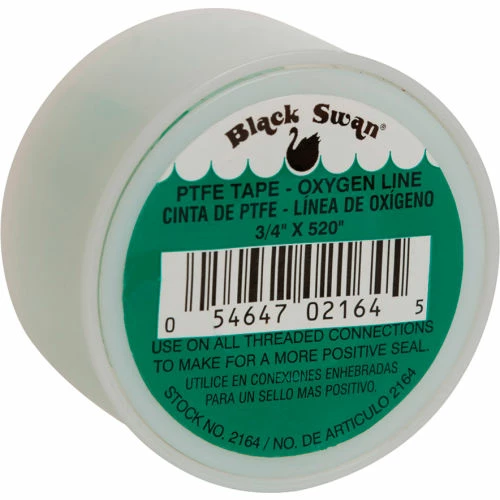 Black Swan®
PTFE TAPE - OXYGEN LINE
CINTA DE PTFE - LÍNEA DE OXÍGENO
3/4" X 520"
0 54647 02164 5
USE ON ALL THREADED CONNECTIONS
TO MAKE FOR A MORE POSITIVE SEAL.
UTILICE EN CONEXIONES ENHEBRADAS
PARA UN SELLO MAS POSITIVO.
STOCK NO. 2164 / NO. DE ARTICULO 2164